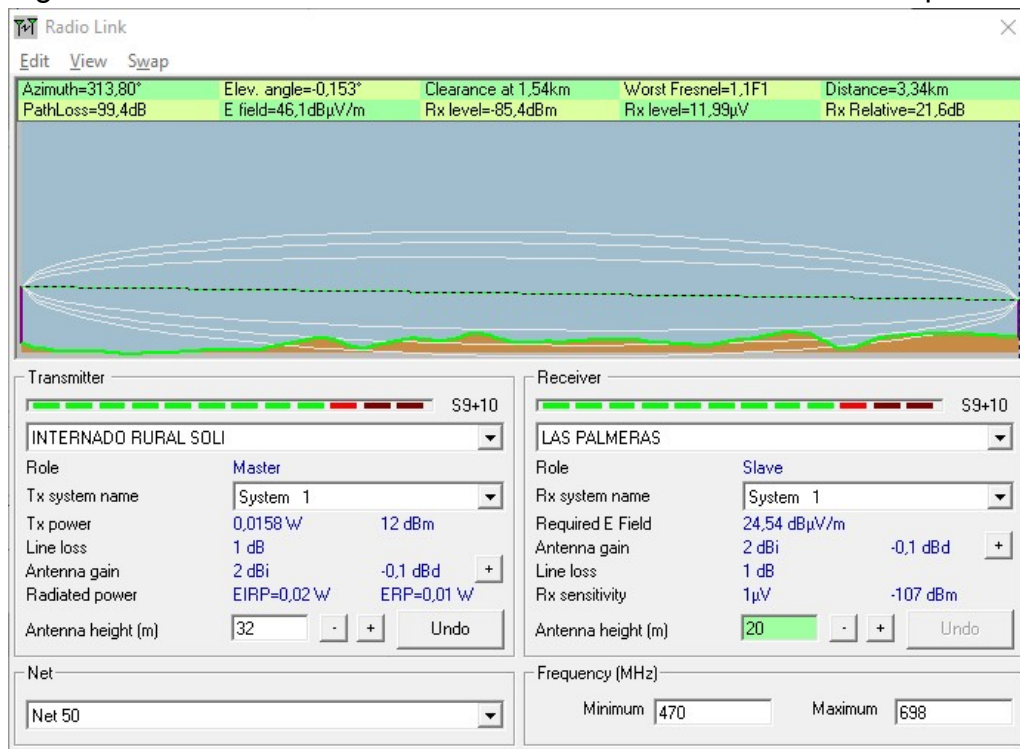 Radio Link
Edit View Swap
Azimuth=313,80° Elev. angle=-0,153° Clearance at 1,54km Worst Fresnel=1,1F1 Distance=3,34km
PathLoss=99,4dB E field=46,1dBµV/m Rx level=-85,4dBm Rx level=11,99µV Rx Relative=21,6dB
Transmitter
S9+10
INTERNADO RURAL SOLI
Role Master
Tx system name System 1
Tx power 0,0158 W 12 dBm
Line loss 1 dB
Antenna gain 2 dBi -0,1 dBd +
Radiated power EIRP=0,02 W ERP=0,01 W
Antenna height (m) 32 - + Undo
Receiver
S9+10
LAS PALMERAS
Role Slave
Rx system name System 1
Required E Field 24,54 dBµV/m
Antenna gain 2 dBi -0,1 dBd +
Line loss 1 dB
Rx sensitivity 1µV -107 dBm
Antenna height (m) 20 - + Undo
Net
Net 50
Frequency (MHz)
Minimum 470 Maximum 698